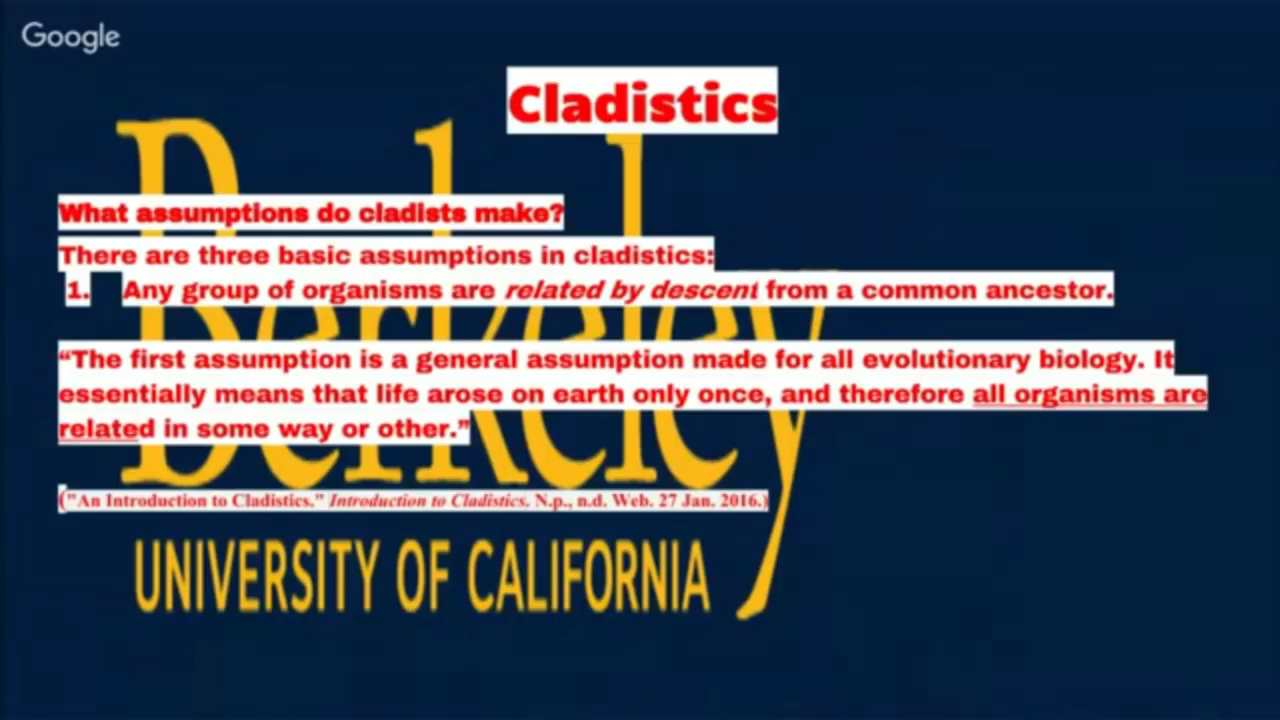 Google
Cladistics
What assumptions do cladists make?
There are three basic assumptions in cladistics:
1. Any group of organisms are related by descent from a common ancestor.
“The first assumption is a general assumption made for all evolutionary biology. It
essentially means that life arose on earth only once, and therefore all organisms are
related in some way or other.”
("An Introduction to Cladistics." Introduction to Cladistics. N.p., n.d. Web. 27 Jan. 2016.)
Berkeley
UNIVERSITY OF CALIFORNIA